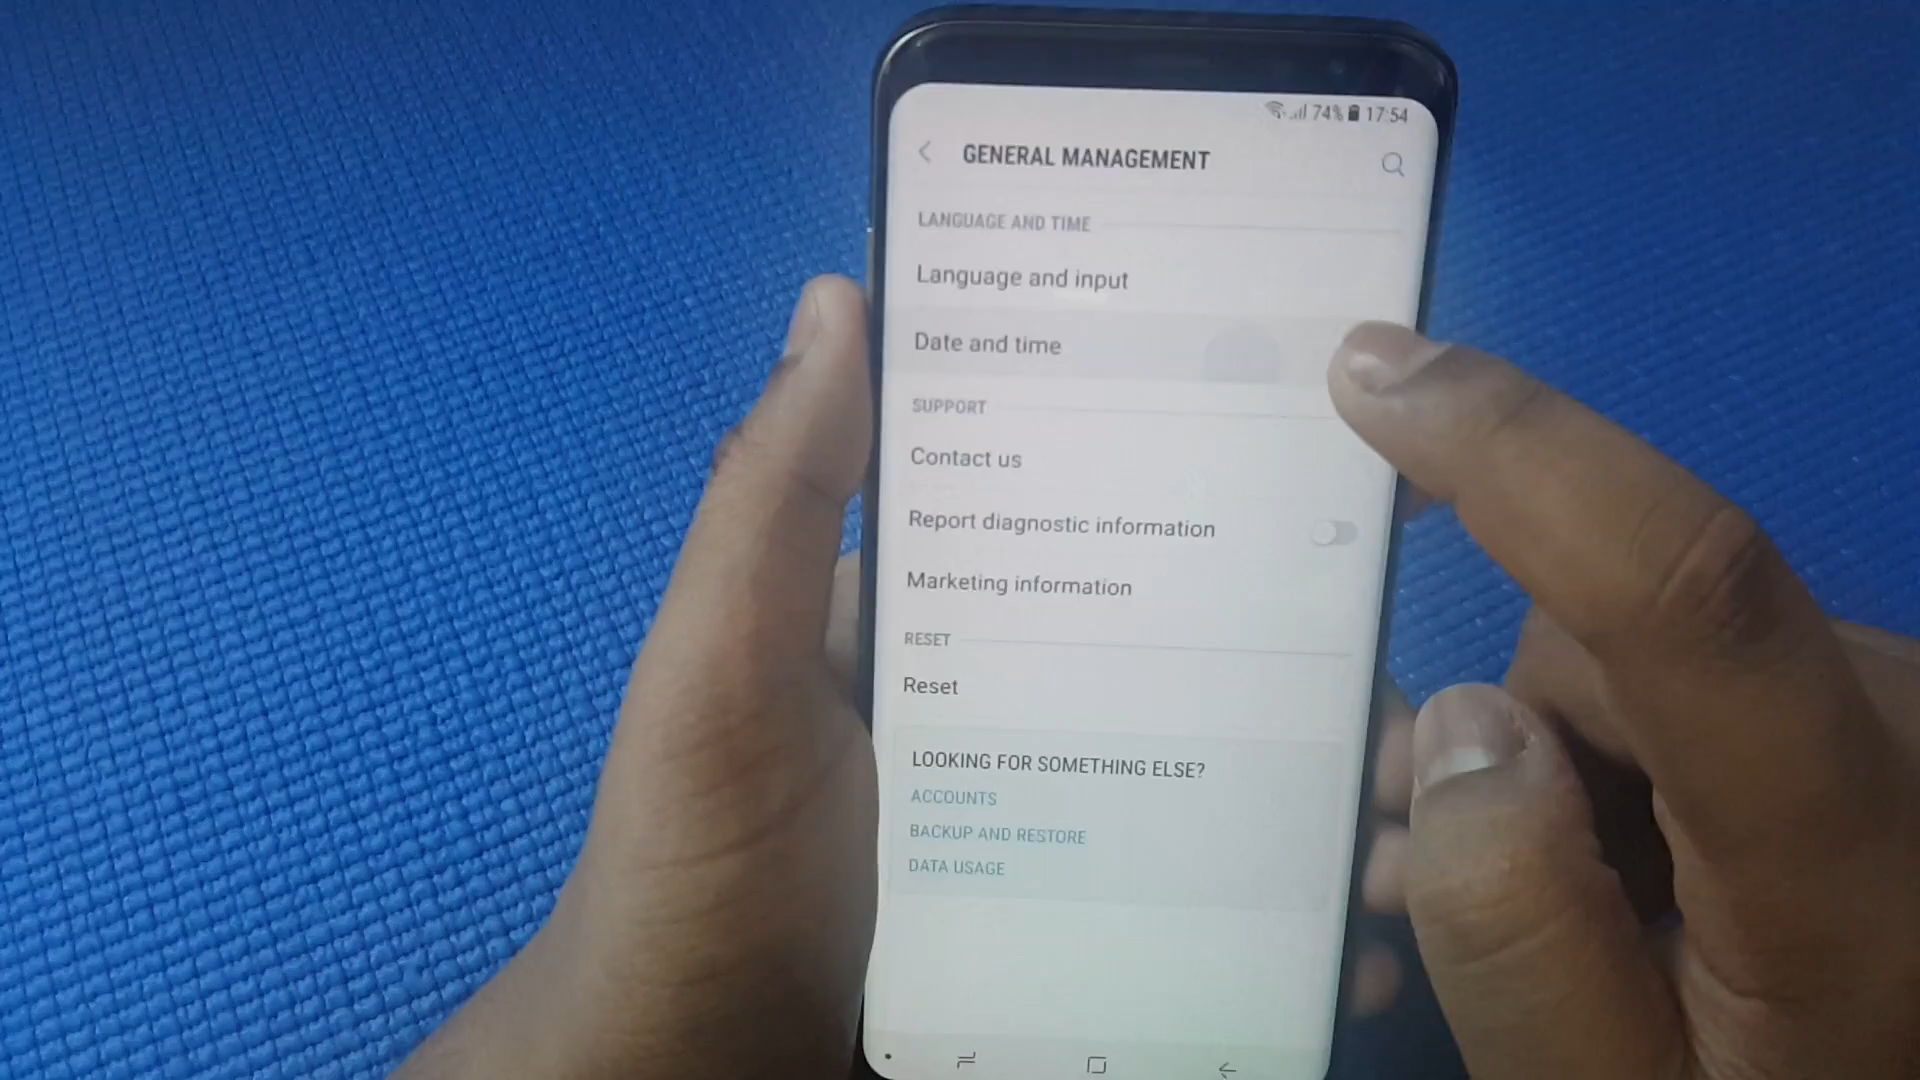 74% 17:54
GENERAL MANAGEMENT
LANGUAGE AND TIME
Language and input
Date and time
SUPPORT
Contact us
Report diagnostic information
Marketing information
RESET
Reset
LOOKING FOR SOMETHING ELSE?
ACCOUNTS
BACKUP AND RESTORE
DATA USAGE